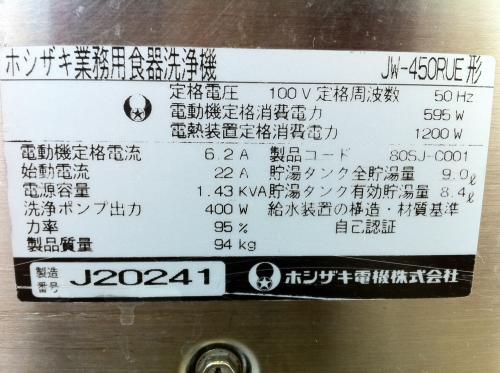 ホシザキ業務用食器洗浄機 JW-450RUE形
定格電圧 100V 定格周波数 50Hz
電動機定格消費電力 595W
電熱装置定格消費電力 1200W
電動機定格電流 6.2A 製品コード 80SJ-C001
始動電流 22A 貯湯タンク全貯湯量 9.0ℓ
電源容量 1.43KVA 貯湯タンク有効貯湯量 8.4ℓ
洗浄ポンプ出力 400W 給水装置の構造・材質基準
力率 95% 自己認証
製品質量 94kg
製造番号 J20241 ホシザキ電機株式会社